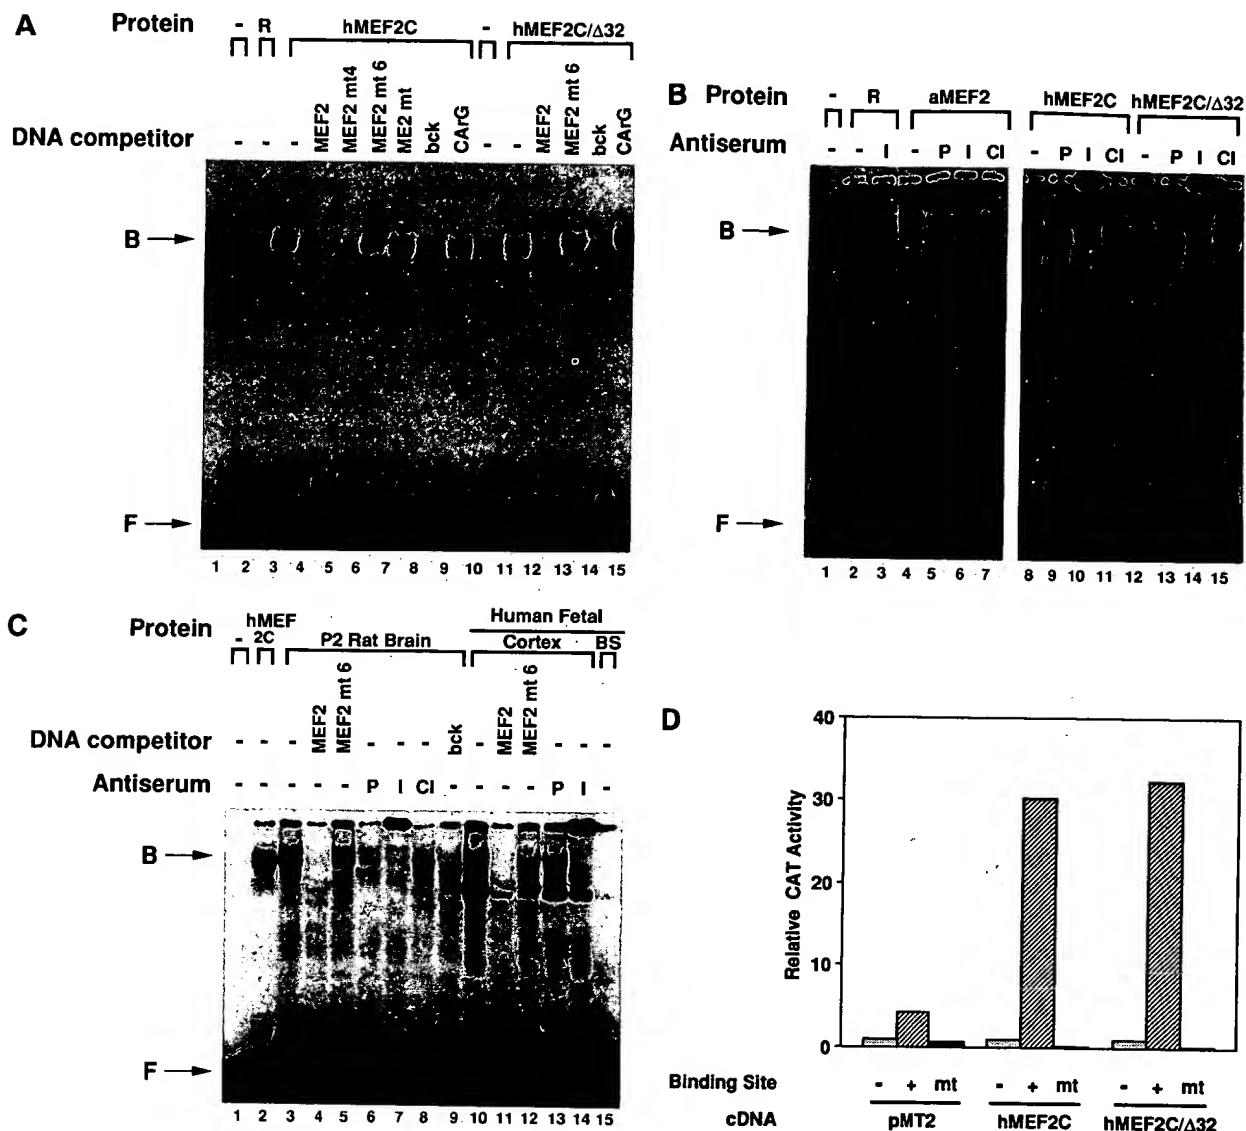 A
Protein - R hMEF2C - hMEF2C/Δ32
DNA competitor - - - MEF2 MEF2 mt4 MEF2 mt 6 ME2 mt bck CArG - - MEF2 MEF2 mt 6 bck CArG
B
F
1 2 3 4 5 6 7 8 9 10 11 12 13 14 15
B
Protein - R aMEF2 hMEF2C hMEF2C/Δ32
Antiserum - - I - P I CI - P I CI - P I CI
B
F
1 2 3 4 5 6 7 8 9 10 11 12 13 14 15
C
Human Fetal
Protein - hMEF 2C P2 Rat Brain Cortex BS
DNA competitor - - - MEF2 MEF2 mt 6 - - - bck - MEF2 MEF2 mt 6 - - -
Antiserum - - - - - P I CI - - - - P I -
B
F
1 2 3 4 5 6 7 8 9 10 11 12 13 14 15
D
Relative CAT Activity
40
30
20
10
0
Binding Site - + mt - + mt - + mt
cDNA pMT2 hMEF2C hMEF2C/Δ32